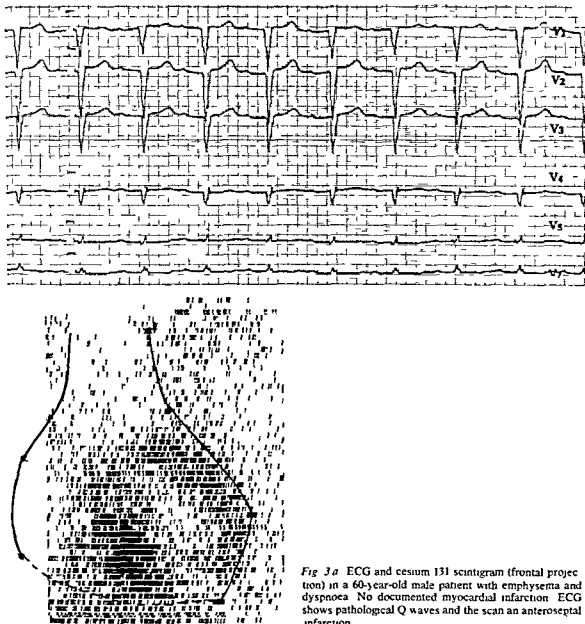 V1
V2
V3
V4
V5
Fig 3a ECG and cesium 131 scintigram (frontal projec
tion) in a 60-year-old male patient with emphysema and
dyspnoea No documented myocardial infarction ECG
shows pathological Q waves and the scan an anteroseptal
infarction